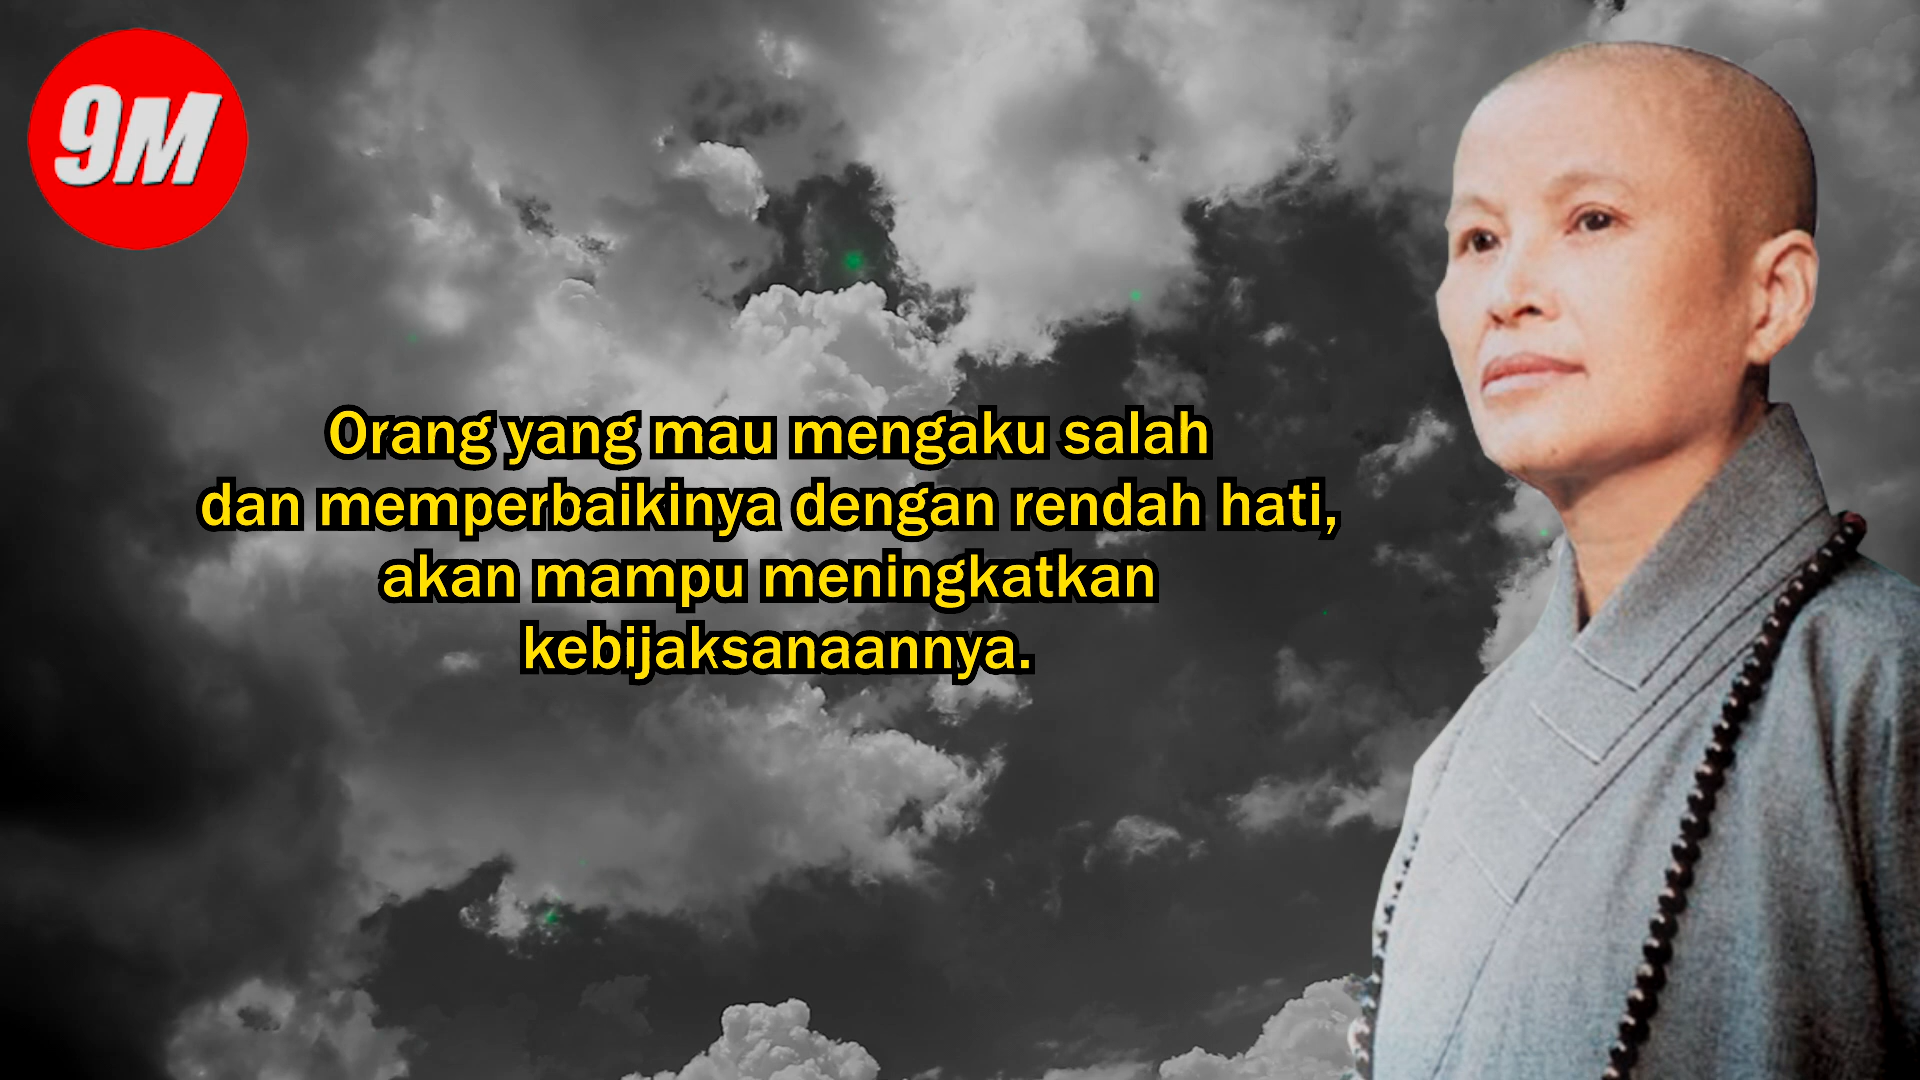 9M
Orang yang mau mengaku salah
dan memperbaikinya dengan rendah hati,
akan mampu meningkatkan
kebijaksanaannya.